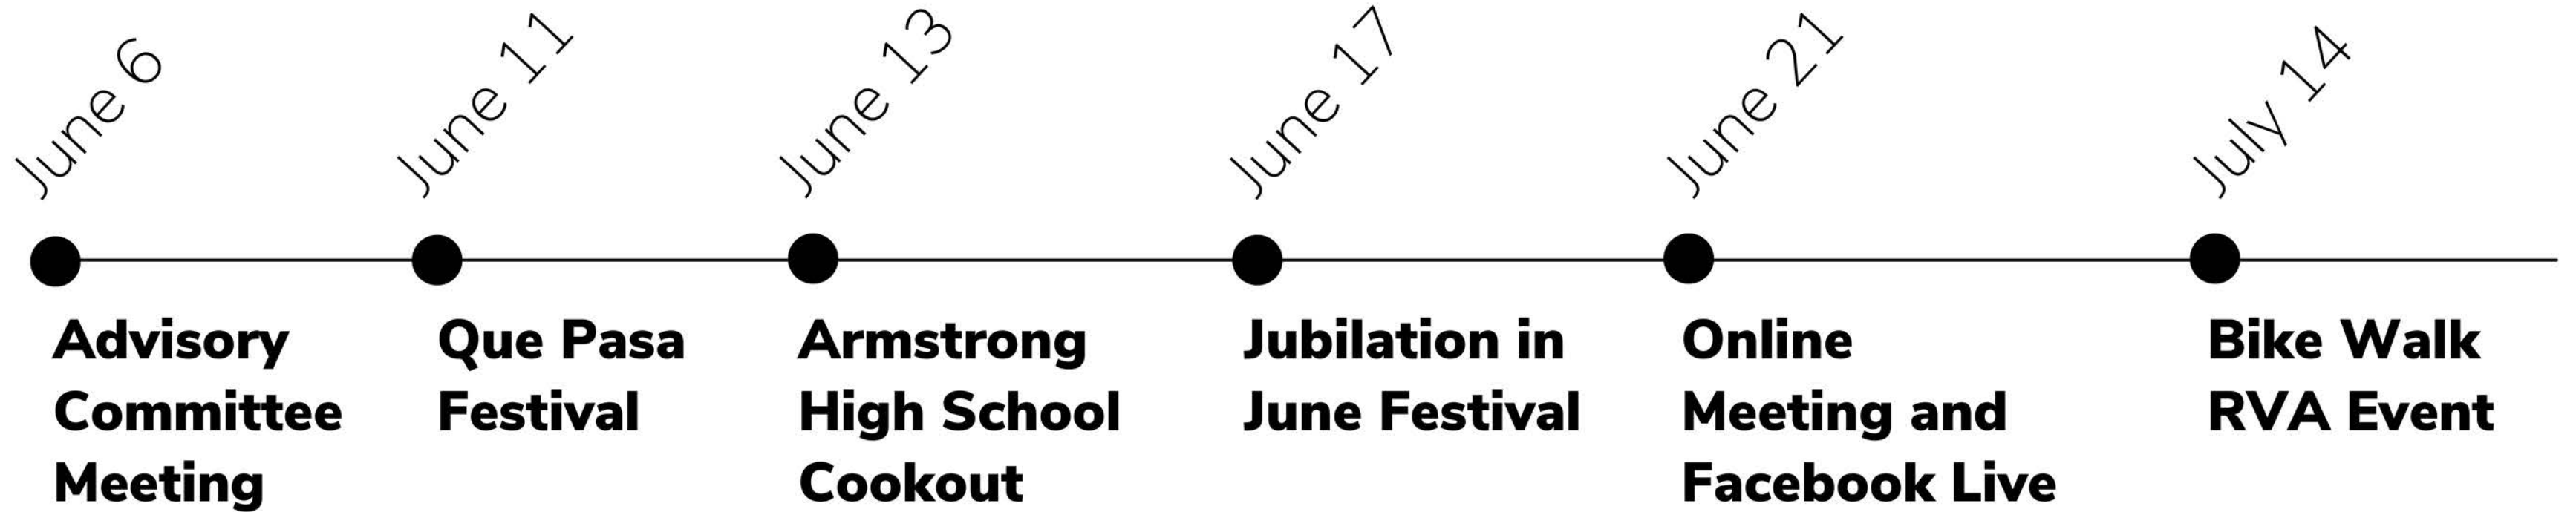 June 6
June 11
June 13
June 17
June 21
July 14
Advisory
Committee
Meeting
Que Pasa
Festival
Armstrong
High School
Cookout
Jubilation in
June Festival
Online
Meeting and
Facebook Live
Bike Walk
RVA Event